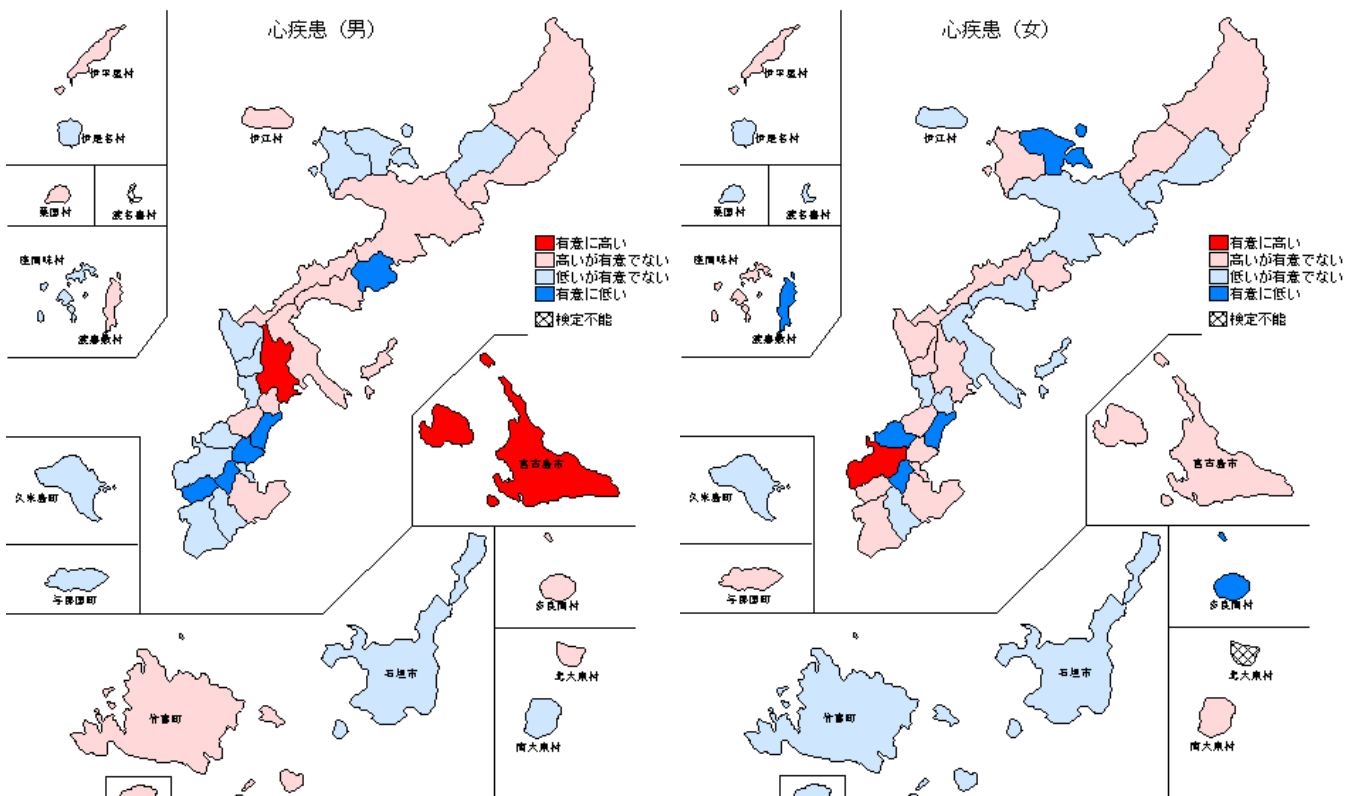 心疾患（男）
伊平屋村
伊是名村
伊江村
粟国村
渡名喜村
座間味村
渡嘉敷村
有意に高い
高いが有意でない
低いが有意でない
有意に低い
検定不能
宮古島市
久米島町
与那国町
多良間村
石垣市
北大東村
竹富町
南大東村
心疾患（女）
伊平屋村
伊是名村
伊江村
粟国村
渡名喜村
座間味村
渡嘉敷村
有意に高い
高いが有意でない
低いが有意でない
有意に低い
検定不能
宮古島市
久米島町
与那国町
多良間村
石垣市
北大東村
竹富町
南大東村